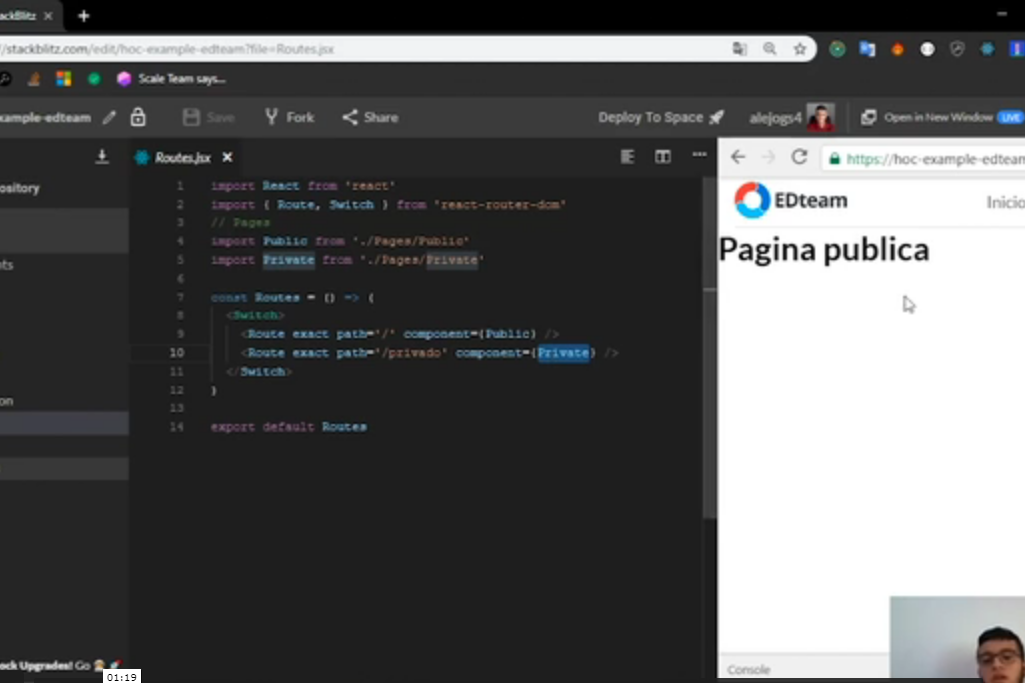 ackBlitz
//stackblitz.com/edit/hoc-example-edteam?file=Routes.jsx
Scale Team says...
xample-edteam
Save
Fork
Share
Deploy To Space
alejogs4
Open in New Window
LIVE
ository
nts
on
ock Upgrades! Go
Routes.jsx
1 import React from 'react'
2 import { Route, Switch } from 'react-router-dom'
3 // Pages
4 import Public from './Pages/Public'
5 import Private from './Pages/Private'
6
7 const Routes = () => (
8 <Switch>
9 <Route exact path='/' component={Public} />
10 <Route exact path='/privado' component={Private} />
11 </Switch>
12 )
13
14 export default Routes
https://hoc-example-edteam
EDteam
Inicio
Pagina publica
Console
01:19